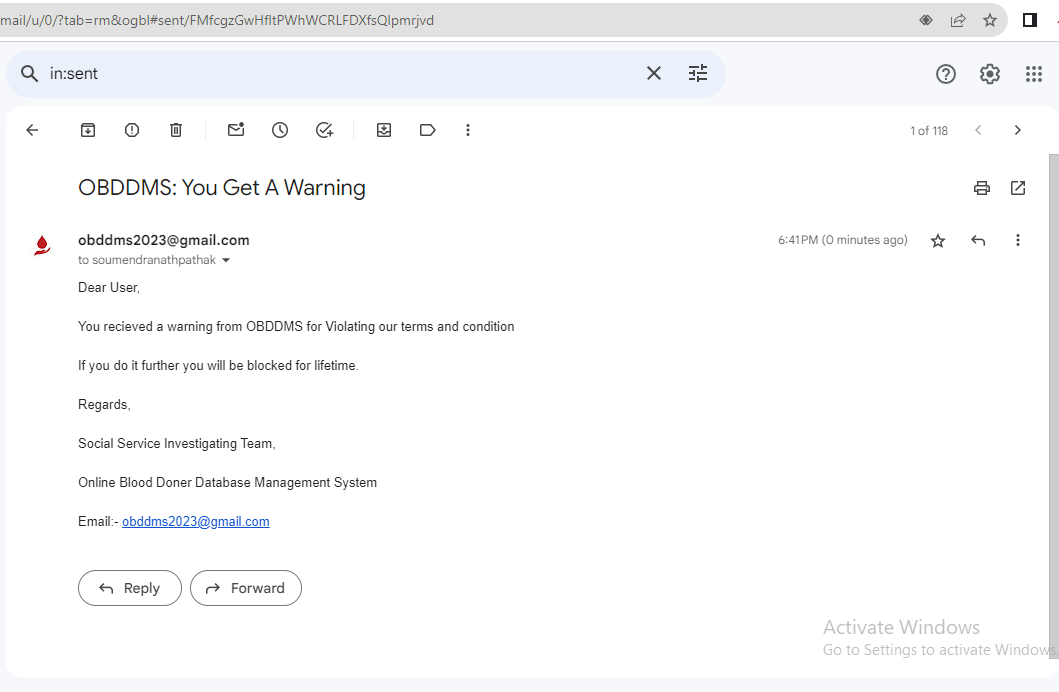 mail/u/0/?tab=rm&ogbl#sent/FMfcgzGwHfltPWhWCRLFDXfsQlpmrjvd
in:sent
1 of 118
OBDDMS: You Get A Warning
obddms2023@gmail.com
6:41 PM (0 minutes ago)
to soumendranathpathak
Dear User,
You recieved a warning from OBDDMS for Violating our terms and condition
If you do it further you will be blocked for lifetime.
Regards,
Social Service Investigating Team,
Online Blood Doner Database Management System
Email:- obddms2023@gmail.com
Reply
Forward
Activate Windows
Go to Settings to activate Windows.